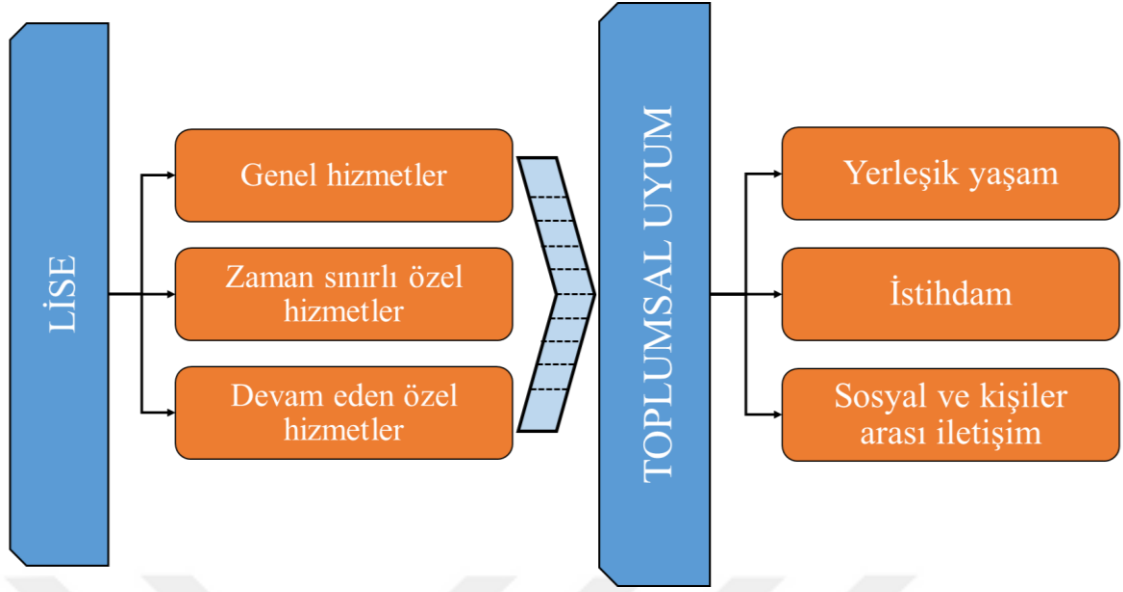 LİSE
Genel hizmetler
Zaman sınırlı özel
hizmetler
Devam eden özel
hizmetler
TOPLUMSAL UYUM
Yerleşik yaşam
İstihdam
Sosyal ve kişiler
arası iletişim